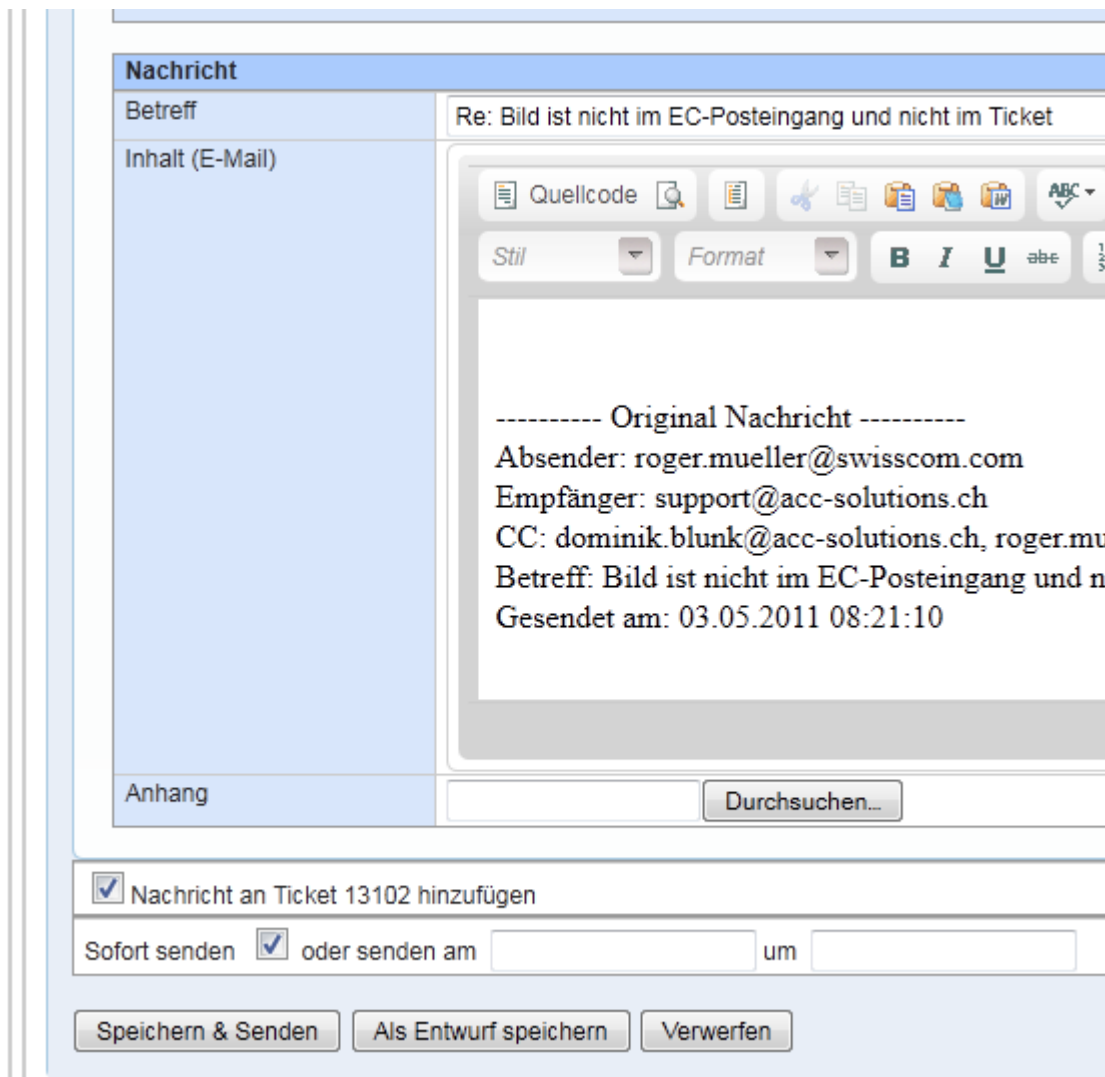 Nachricht
Betreff
Re: Bild ist nicht im EC-Posteingang und nicht im Ticket
Inhalt (E-Mail)
Quellcode
ABC
Stil Format B I U abc
---------- Original Nachricht ----------
Absender: roger.mueller@swisscom.com
Empfänger: support@acc-solutions.ch
CC: dominik.blunk@acc-solutions.ch, roger.mu
Betreff: Bild ist nicht im EC-Posteingang und n
Gesendet am: 03.05.2011 08:21:10
Anhang
Durchsuchen...
Nachricht an Ticket 13102 hinzufügen
Sofort senden oder senden am um
Speichern & Senden Als Entwurf speichern Verwerfen